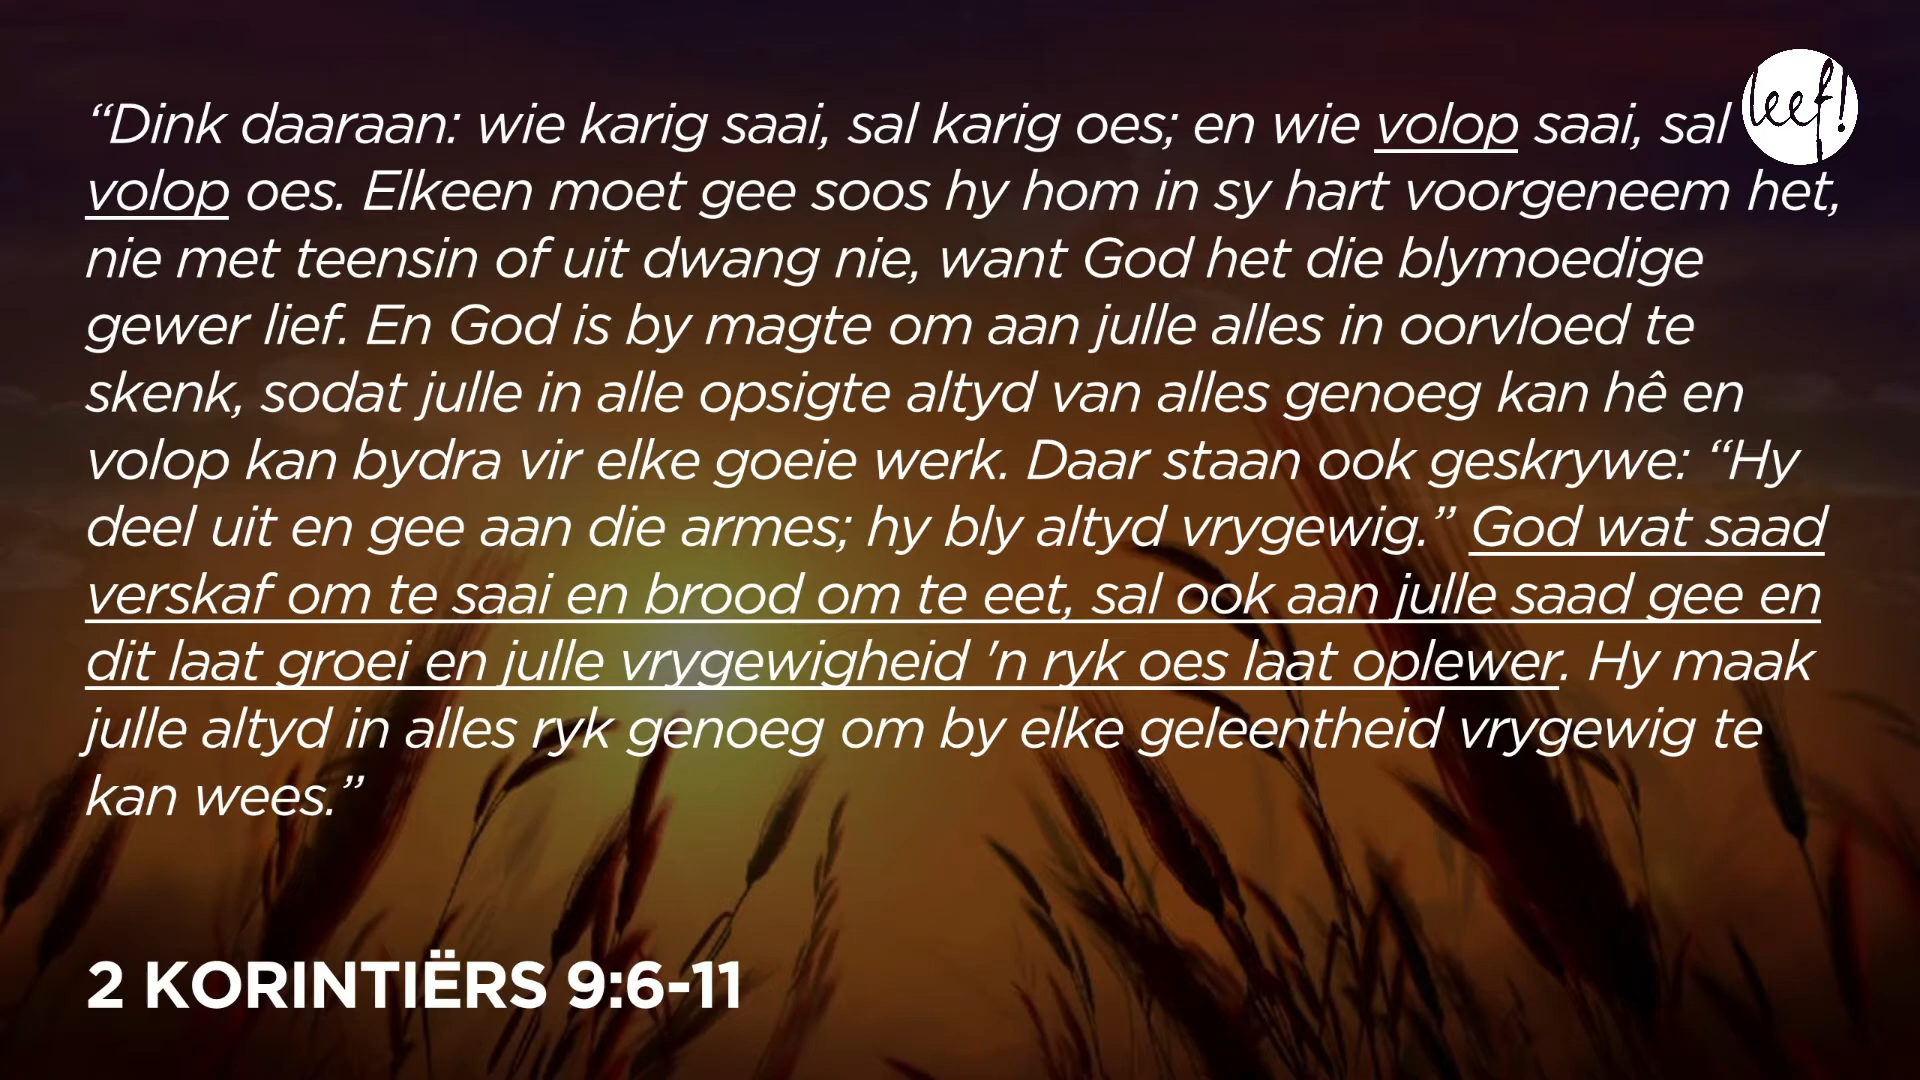 “Dink daaraan: wie karig saai, sal karig oes; en wie volop saai, sal
leef!
volop oes. Elkeen moet gee soos hy hom in sy hart voorgeneem het,
nie met teensin of uit dwang nie, want God het die blymoedige
gewer lief. En God is by magte om aan julle alles in oorvloed te
skenk, sodat julle in alle opsigte altyd van alles genoeg kan hê en
volop kan bydra vir elke goeie werk. Daar staan ook geskrywe: “Hy
deel uit en gee aan die armes; hy bly altyd vrygewig.” God wat saad
verskaf om te saai en brood om te eet, sal ook aan julle saad gee en
dit laat groei en julle vrygewigheid 'n ryk oes laat oplewer. Hy maak
julle altyd in alles ryk genoeg om by elke geleentheid vrygewig te
kan wees.”
2 KORINTIËRS 9:6-11